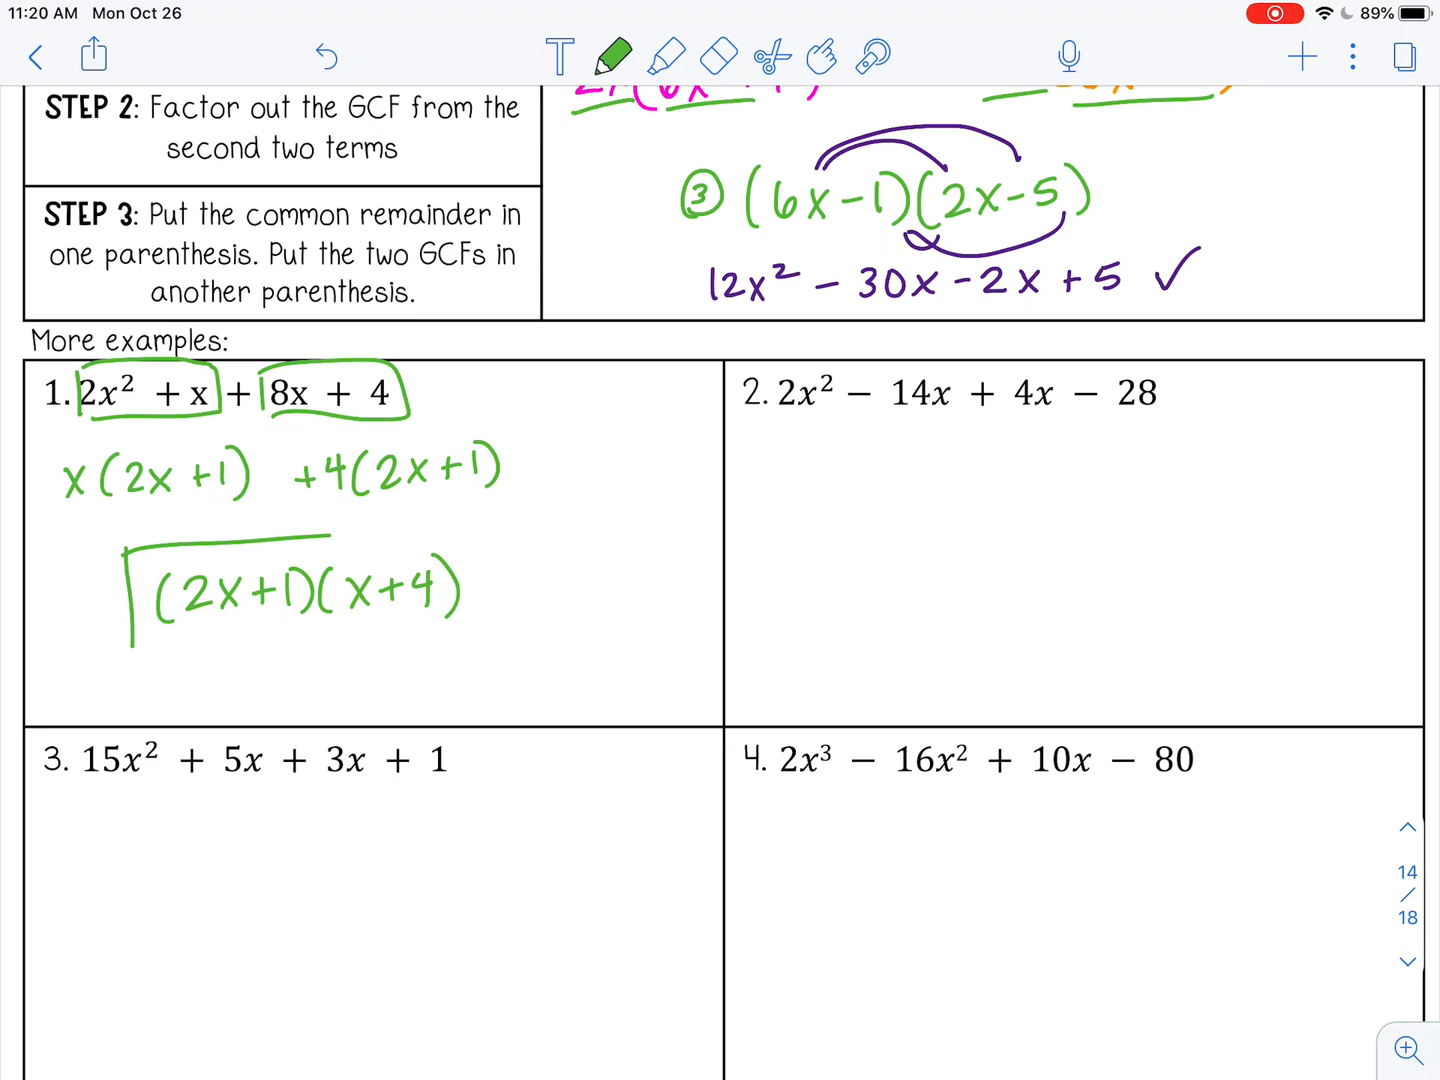 11:20 AM Mon Oct 26
89%
STEP 2: Factor out the GCF from the
second two terms
③ (6x-1)(2x-5)
12x² - 30x - 2x + 5 ✓
STEP 3: Put the common remainder in
one parenthesis. Put the two GCFs in
another parenthesis.
More examples:
1. 2x² + x + 8x + 4
x(2x+1) +4(2x+1)
(2x+1)(x+4)
2. 2x² − 14x + 4x − 28
3. 15x² + 5x + 3x + 1
4. 2x³ − 16x² + 10x − 80
14
/
18